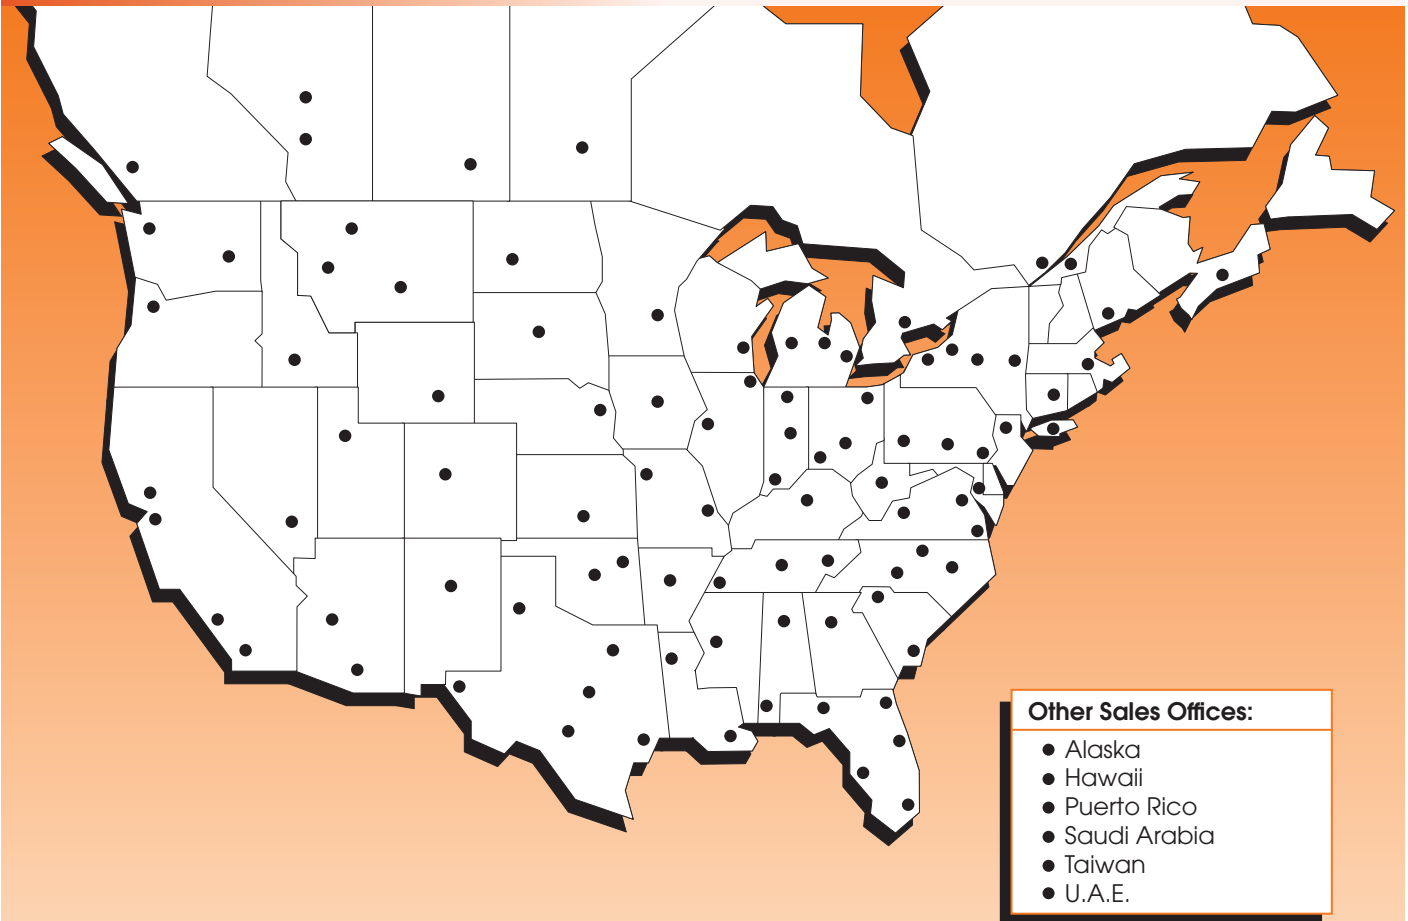 Other Sales Offices:
● Alaska
● Hawaii
● Puerto Rico
● Saudi Arabia
● Taiwan
● U.A.E.